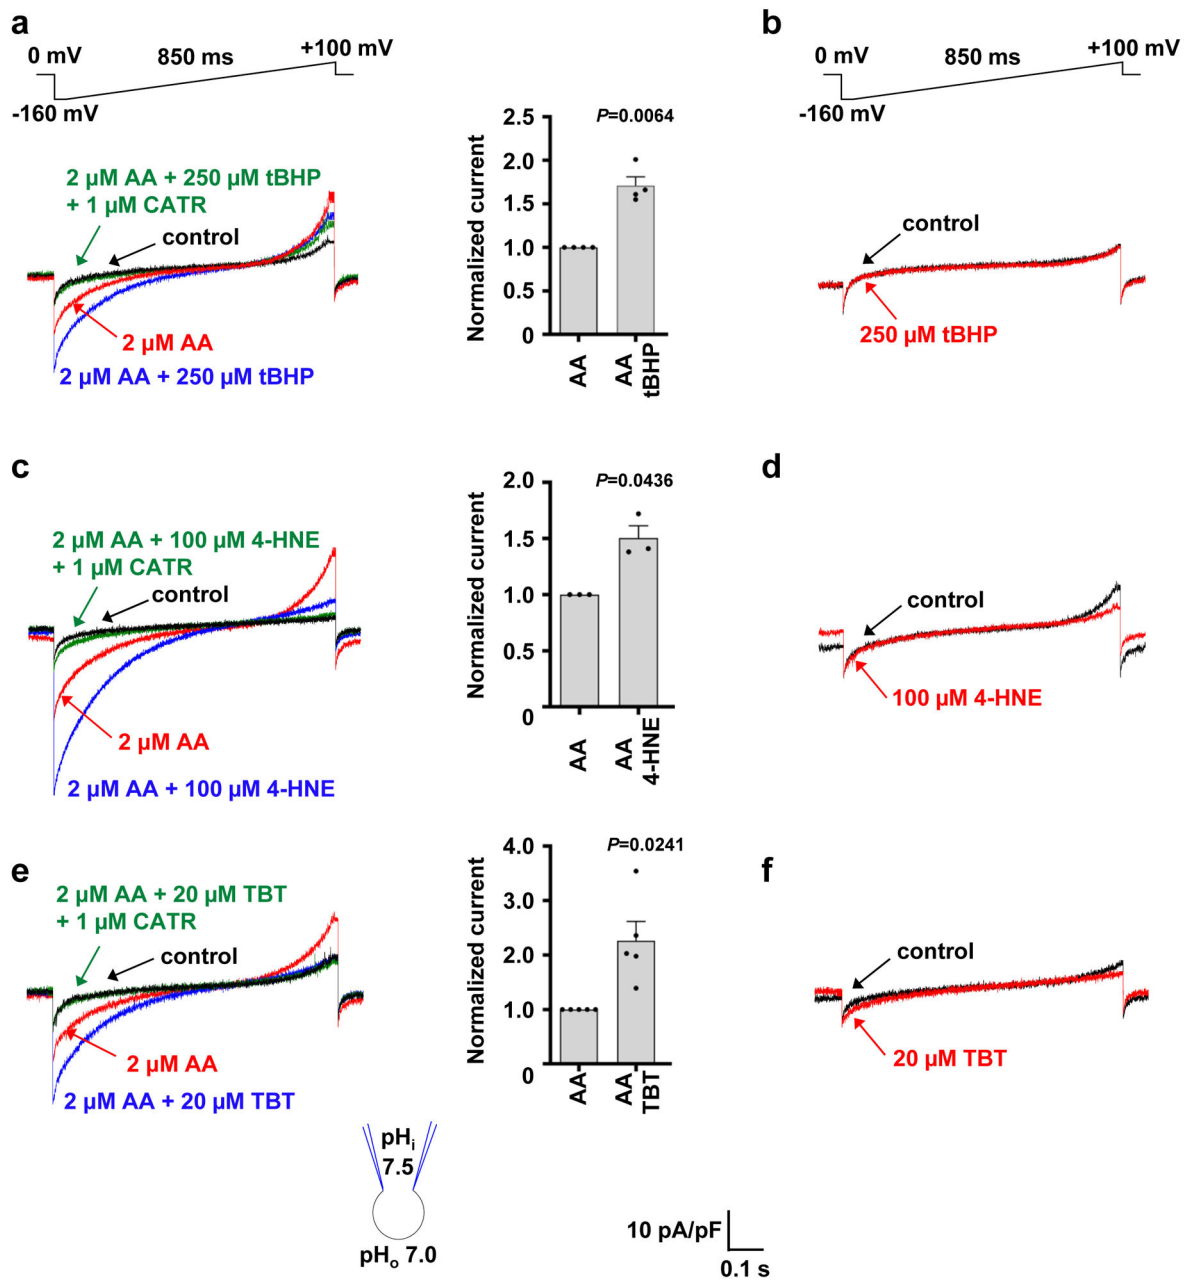 a
0 mV
850 ms
+100 mV
-160 mV
2 µM AA + 250 µM tBHP
+ 1 µM CATR
control
2 µM AA
2 µM AA + 250 µM tBHP
Normalized current
2.5
2.0
1.5
1.0
0.5
0
P=0.0064
AA
AA
tBHP
b
0 mV
850 ms
+100 mV
-160 mV
control
250 µM tBHP
c
2 µM AA + 100 µM 4-HNE
+ 1 µM CATR
control
2 µM AA
2 µM AA + 100 µM 4-HNE
Normalized current
2.0
1.5
1.0
0.5
0
P=0.0436
AA
AA
4-HNE
d
control
100 µM 4-HNE
e
2 µM AA + 20 µM TBT
+ 1 µM CATR
control
2 µM AA
2 µM AA + 20 µM TBT
Normalized current
4.0
3.0
2.0
1.0
0
P=0.0241
AA
AA
TBT
f
control
20 µM TBT
pHi
7.5
pHo 7.0
10 pA/pF
0.1 s